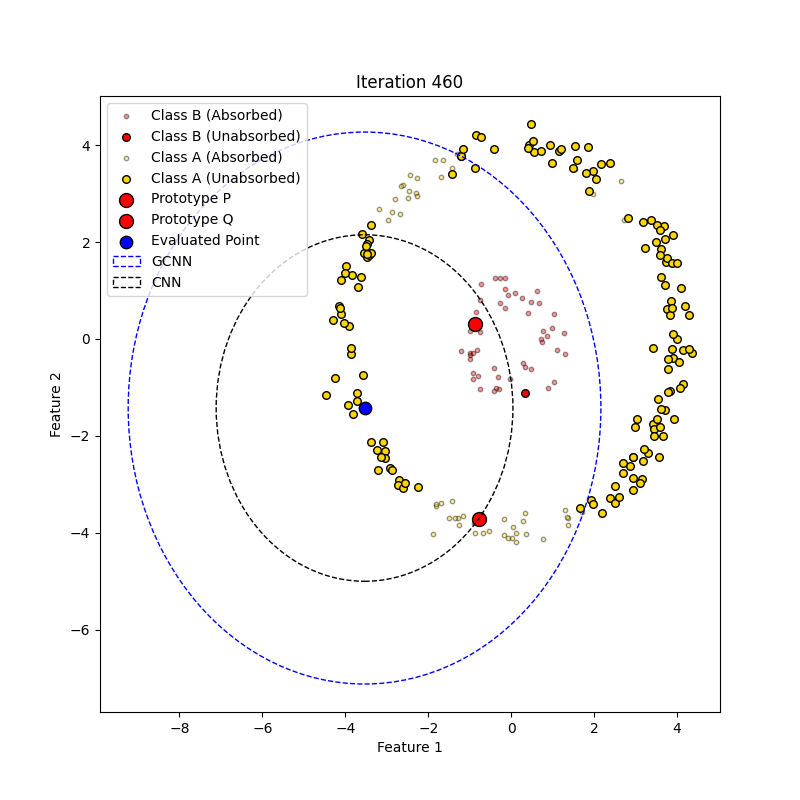 Iteration 460
Class B (Absorbed)
Class B (Unabsorbed)
Class A (Absorbed)
Class A (Unabsorbed)
Prototype P
Prototype Q
Evaluated Point
GCNN
CNN
4
2
0
−2
−4
−6
Feature 2
−8
−6
−4
−2
0
2
4
Feature 1